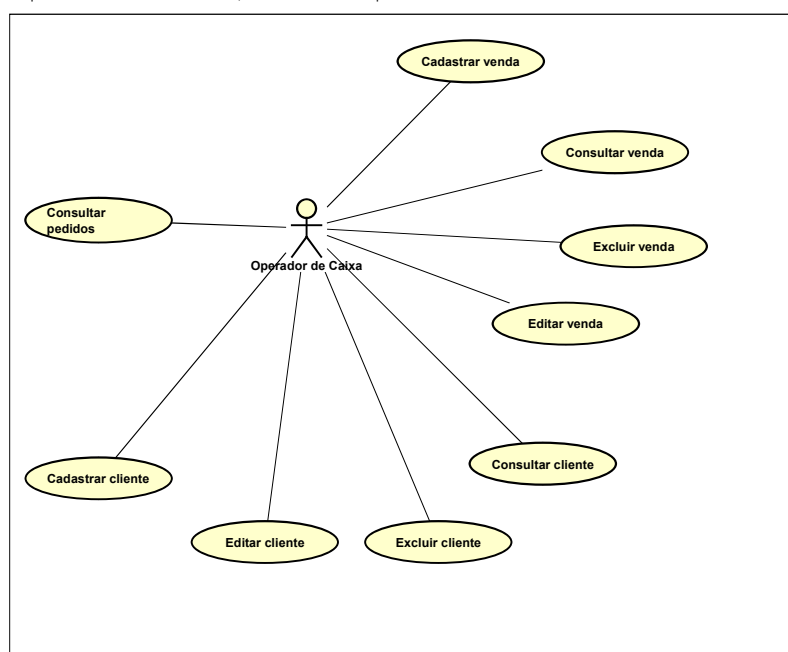 Cadastrar venda
Consultar venda
Consultar
pedidos
Excluir venda
Operador de Caixa
Editar venda
Consultar cliente
Cadastrar cliente
Editar cliente
Excluir cliente